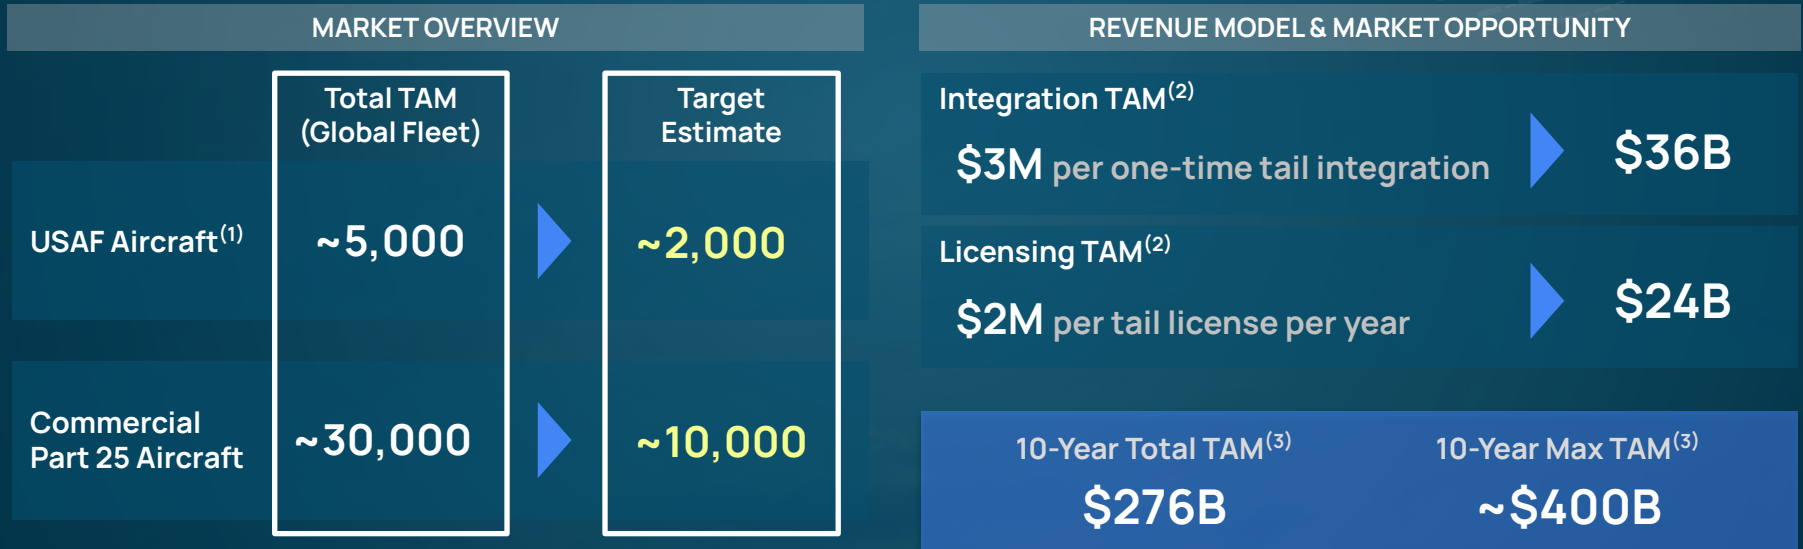 MARKET OVERVIEW
Total TAM
(Global Fleet)
Target
Estimate
USAF Aircraft(1)
~5,000
~2,000
Commercial
Part 25 Aircraft
~30,000
~10,000
REVENUE MODEL & MARKET OPPORTUNITY
Integration TAM(2)
$3M per one-time tail integration
$36B
Licensing TAM(2)
$2M per tail license per year
$24B
10-Year Total TAM(3)
$276B
10-Year Max TAM(3)
~$400B